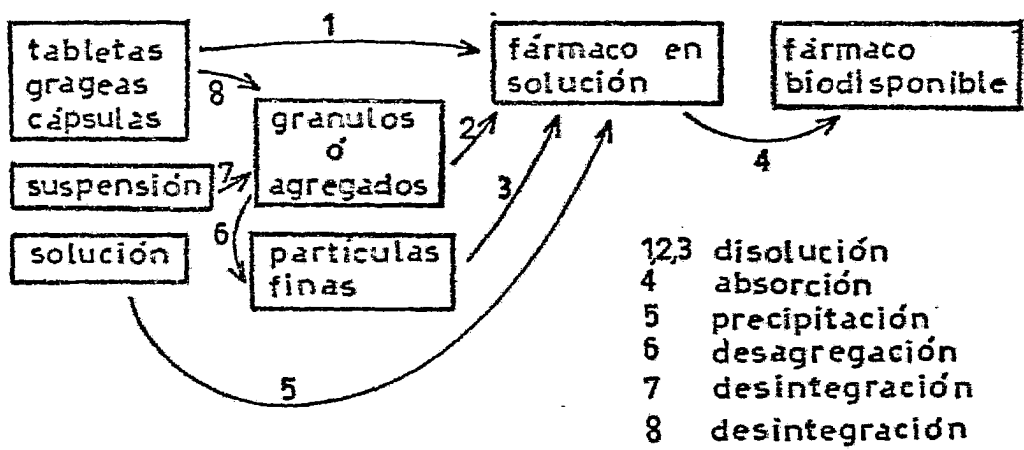 1
tabletas
grageas
cápsulas
8
granulos
ó
agregados
2
fármaco en
solución
fármaco
biodisponible
4
suspensión
7
solución
6
partículas
finas
3
5
1,2,3 disolución
4 absorción
5 precipitación
6 desagregación
7 desintegración
8 desintegración